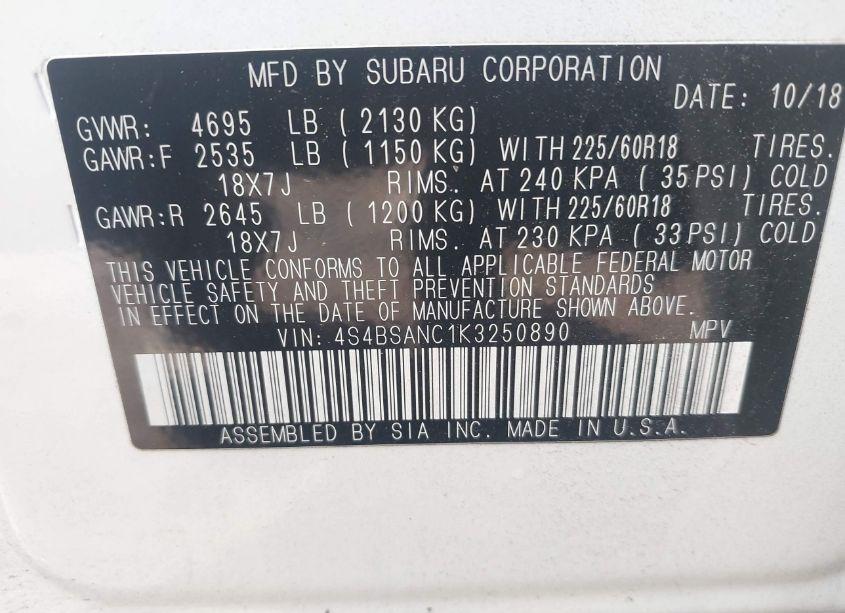 MFD BY SUBARU CORPORATION
DATE: 10/18
GVWR: 4695 LB ( 2130 KG)
GAWR:F 2535 LB ( 1150 KG) WITH 225/60R18 TIRES.
18X7J RIMS. AT 240 KPA ( 35 PSI) COLD
GAWR:R 2645 LB ( 1200 KG) WITH 225/60R18 TIRES.
18X7J RIMS. AT 230 KPA ( 33 PSI) COLD
THIS VEHICLE CONFORMS TO ALL APPLICABLE FEDERAL MOTOR
VEHICLE SAFETY AND THEFT PREVENTION STANDARDS
IN EFFECT ON THE DATE OF MANUFACTURE SHOWN ABOVE.
VIN: 4S4BSANC1K3250890 MPV
ASSEMBLED BY SIA INC. MADE IN U.S.A.